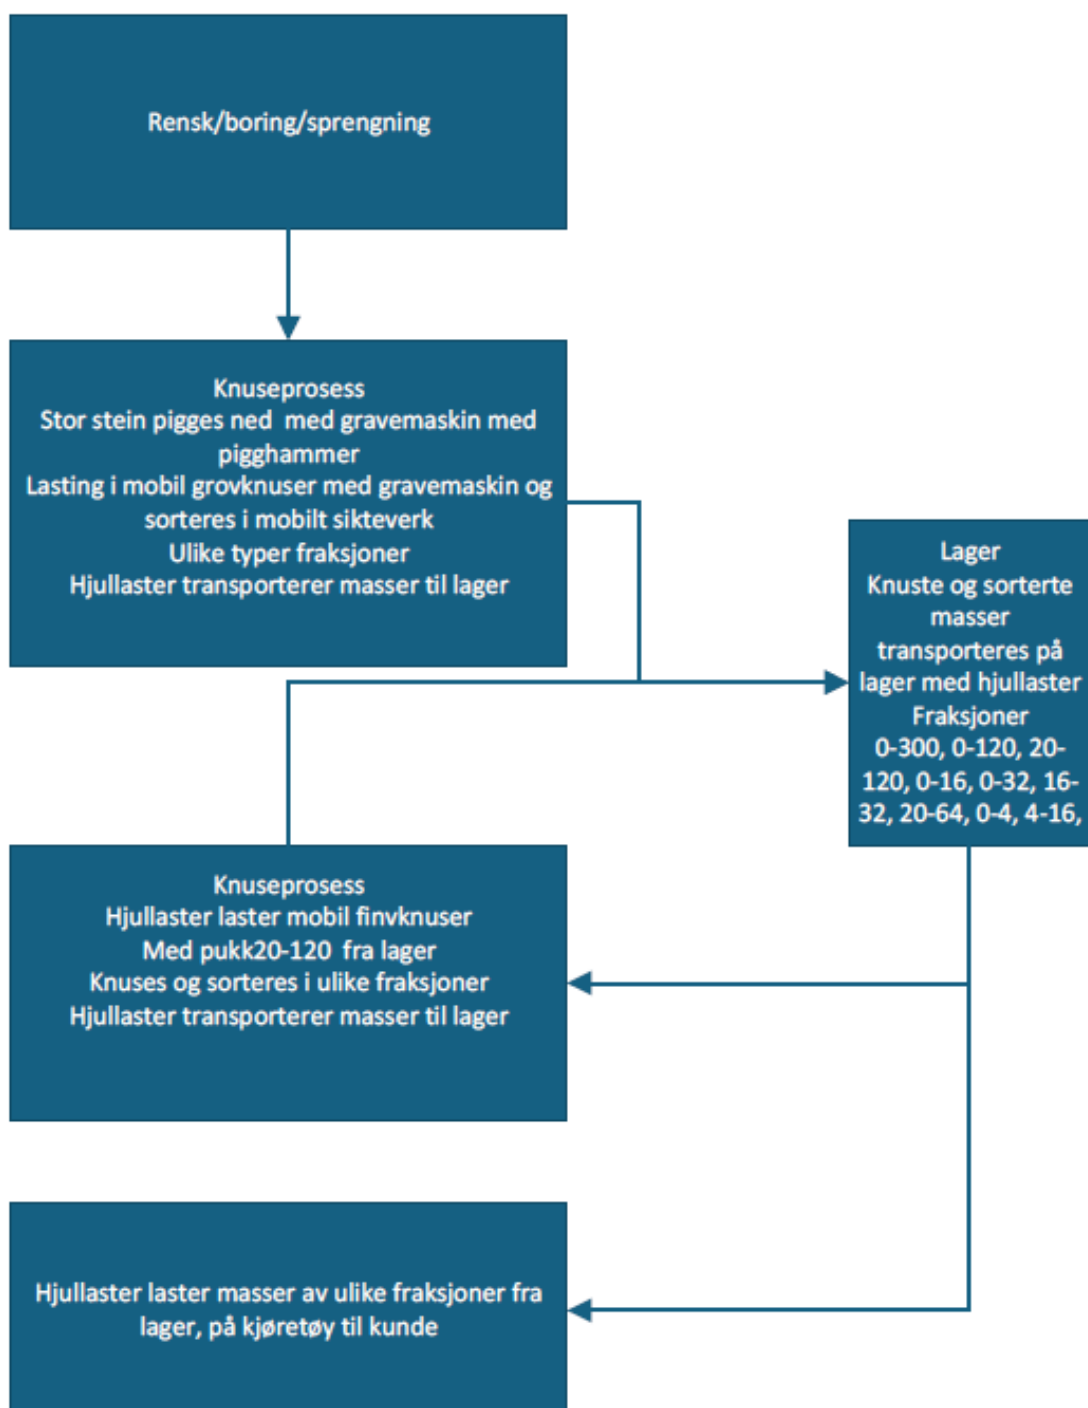 Rensk/boring/sprengning
Knuseprosess
Stor stein pigges ned  med gravemaskin med
pigghammer
Lasting i mobil grovknuser med gravemaskin og
sorteres i mobilt sikteverk
Ulike typer fraksjoner
Hjullaster transporterer masser til lager
Lager
Knuste og sorterte
masser
transporteres på
lager med hjullaster
Fraksjoner
0-300, 0-120, 20-
120, 0-16, 0-32, 16-
32, 20-64, 0-4, 4-16,
Knuseprosess
Hjullaster laster mobil finvknuser
Med pukk20-120  fra lager
Knuses og sorteres i ulike fraksjoner
Hjullaster transporterer masser til lager
Hjullaster laster masser av ulike fraksjoner fra
lager, på kjøretøy til kunde